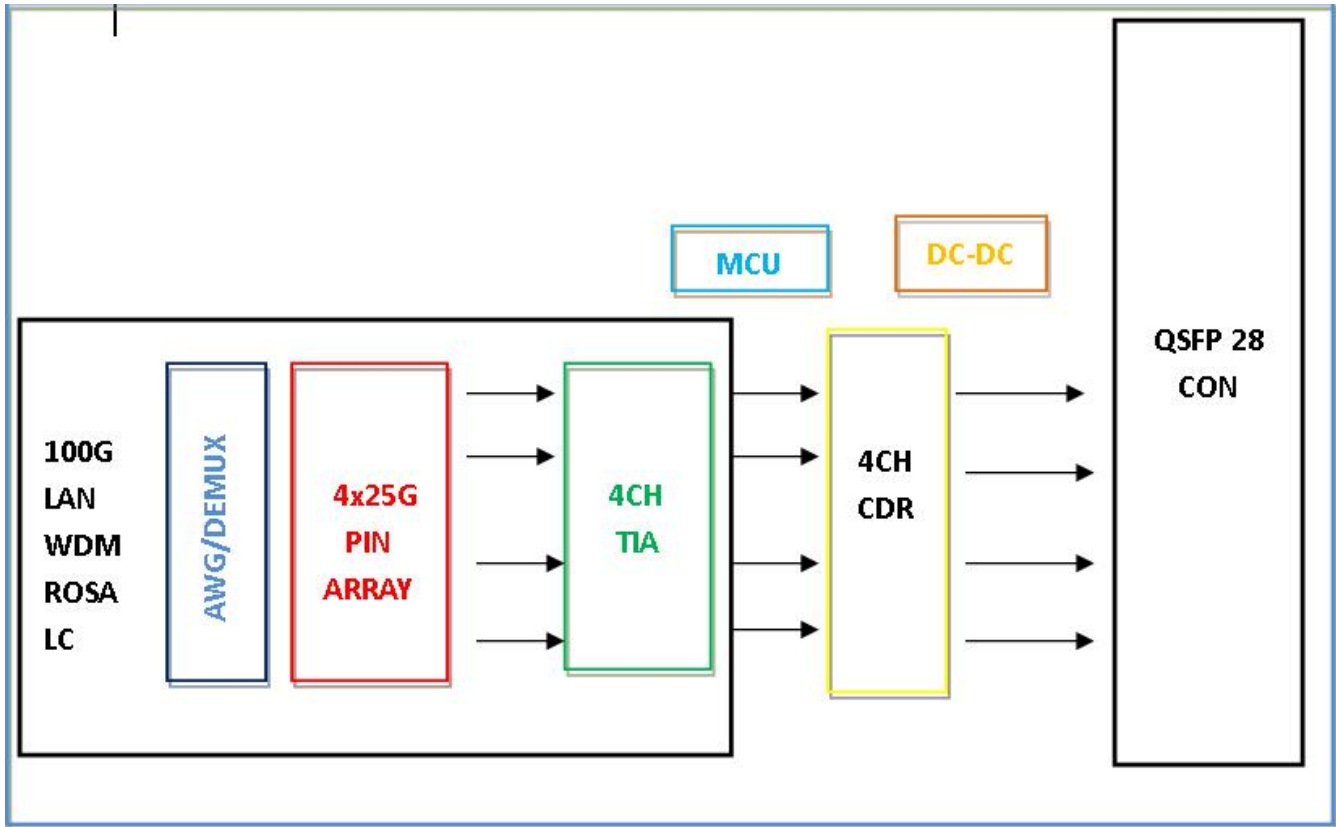 MCU
DC-DC
QSFP 28
CON
100G
LAN
WDM
ROSA
LC
AWG/DEMUX
4x25G
PIN
ARRAY
4CH
TIA
4CH
CDR